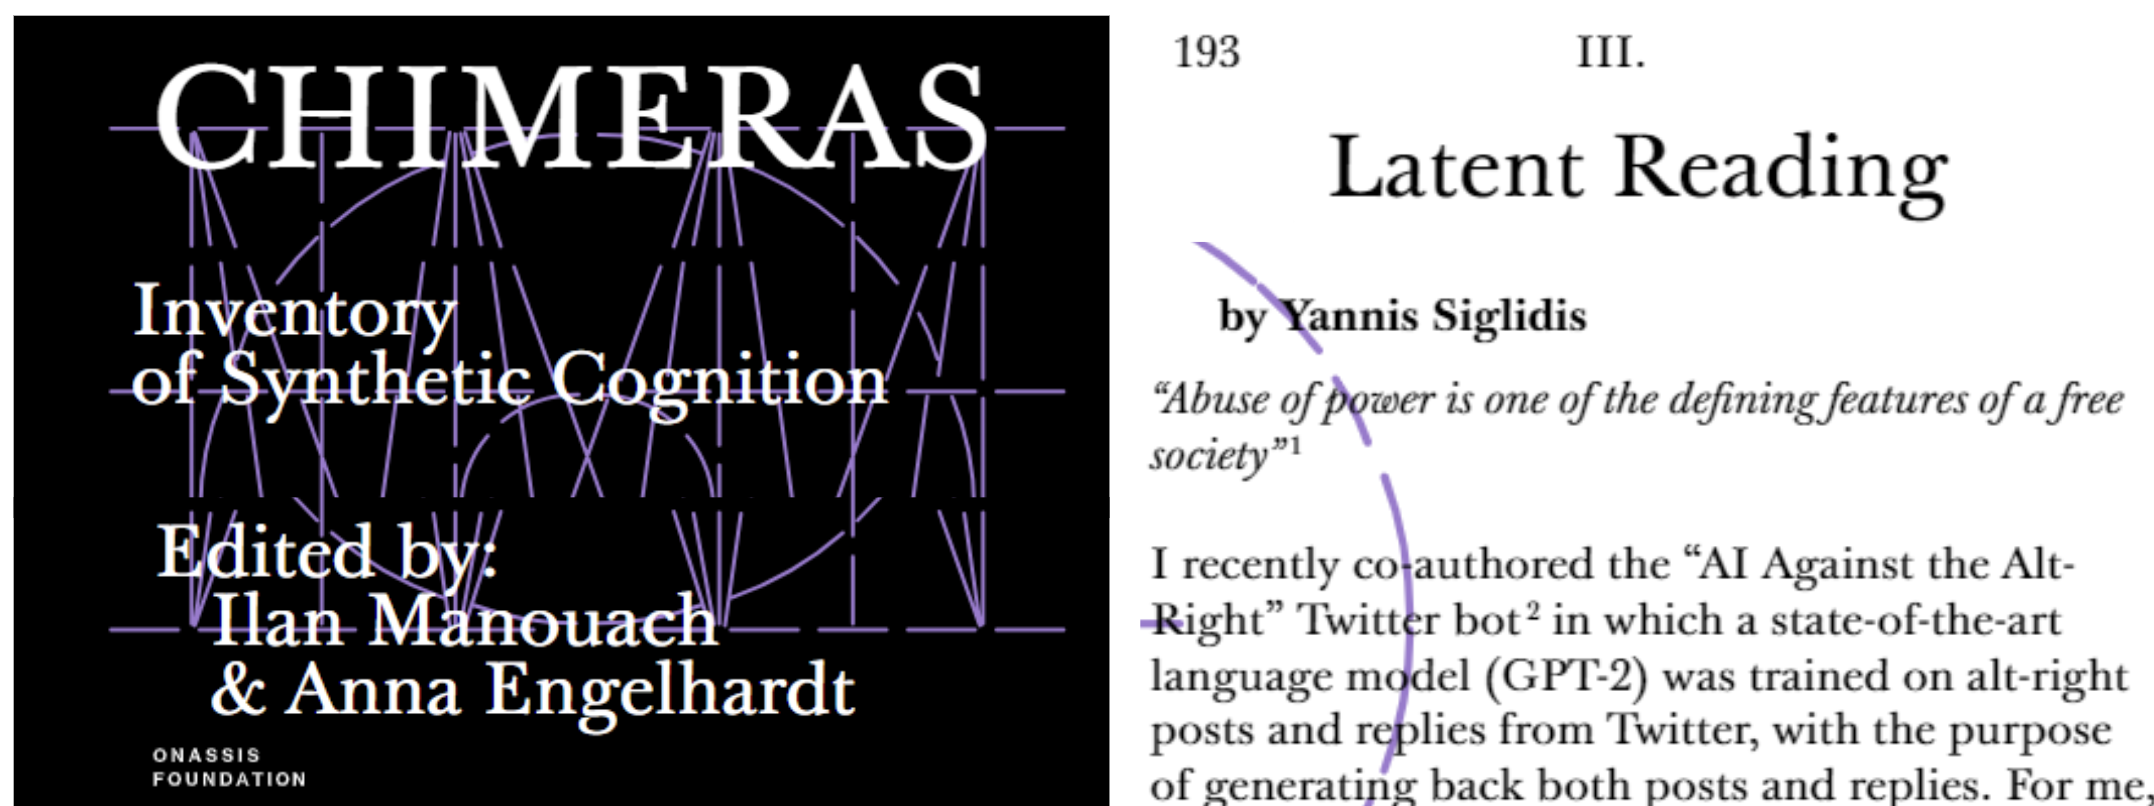 CHIMERAS
Inventory
of Synthetic Cognition
Edited by:
Ilan Manouach
& Anna Engelhardt
ONASSIS
FOUNDATION
193
III.
Latent Reading
by Yannis Siglidis
“Abuse of power is one of the defining features of a free
society”1
I recently co-authored the “AI Against the Alt-
Right” Twitter bot2 in which a state-of-the-art
language model (GPT-2) was trained on alt-right
posts and replies from Twitter, with the purpose
of generating back both posts and replies. For me,